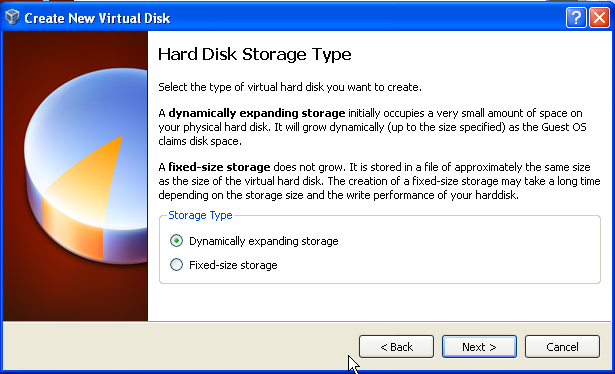 Create New Virtual Disk
Hard Disk Storage Type
Select the type of virtual hard disk you want to create.
A dynamically expanding storage initially occupies a very small amount of space on
your physical hard disk. It will grow dynamically (up to the size specified) as the Guest OS
claims disk space.
A fixed-size storage does not grow. It is stored in a file of approximately the same size
as the size of the virtual hard disk. The creation of a fixed-size storage may take a long time
depending on the storage size and the write performance of your harddisk.
Storage Type
Dynamically expanding storage
Fixed-size storage
< Back
Next >
Cancel